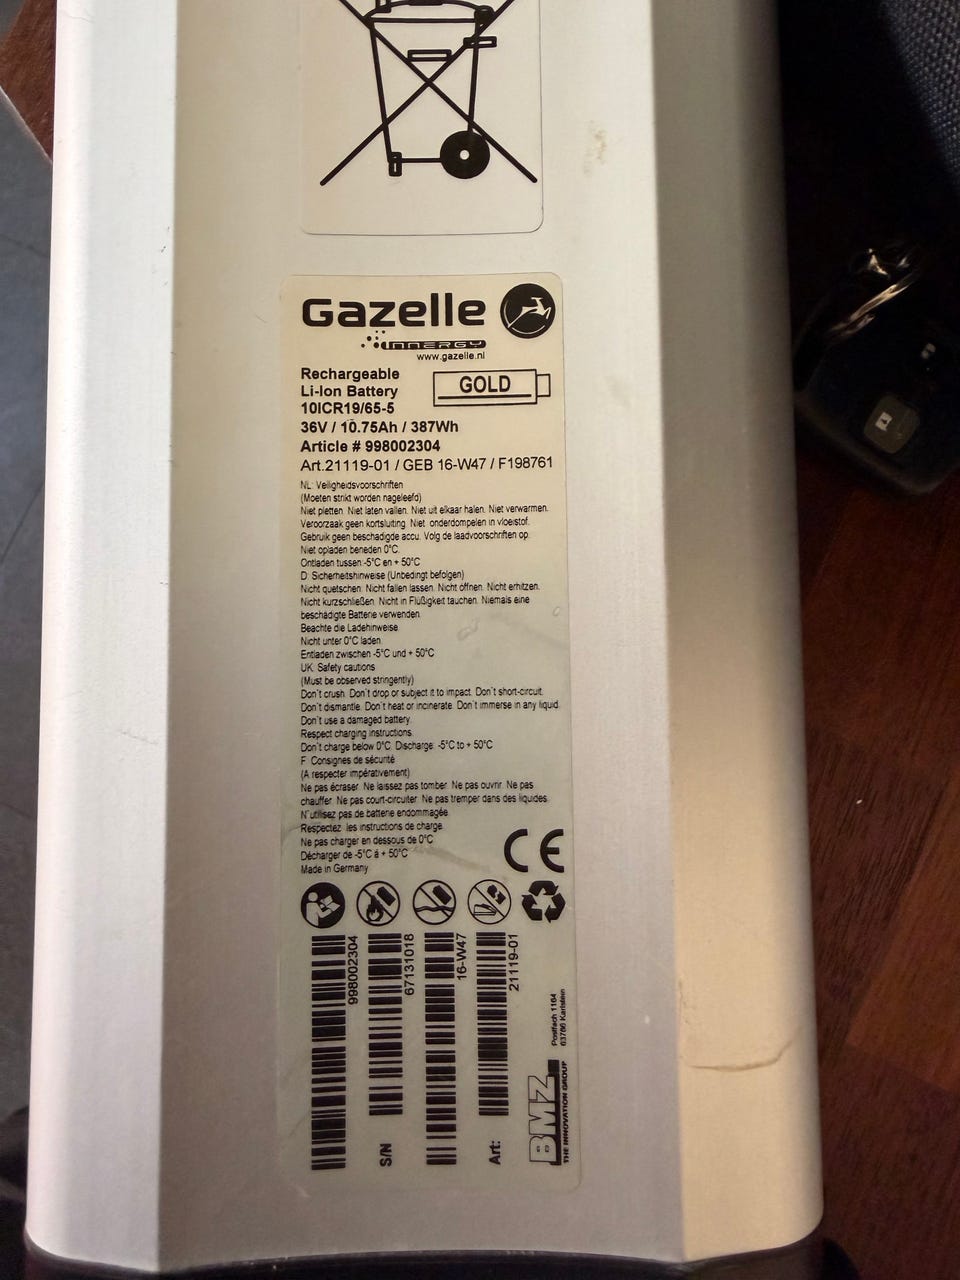 Gazelle
INNERGY
www.gazelle.nl
Rechargeable
Li-Ion Battery
GOLD
10ICR19/65-5
36V / 10.75Ah / 387Wh
Article # 998002304
Art.21119-01 / GEB 16-W47 / F198761
NL: Veiligheidsvoorschriften
(Moeten strikt worden nageleefd)
Niet pletten. Niet laten vallen. Niet uit elkaar halen. Niet verwarmen.
Veroorzaak geen kortsluiting. Niet onderdompelen in vloeistof.
Gebruik geen beschadigde accu. Volg de laadvoorschriften op.
Niet opladen beneden 0°C.
Ontladen tussen -5°C en + 50°C
D: Sicherheitshinweise (Unbedingt befolgen)
Nicht quetschen. Nicht fallen lassen. Nicht öffnen. Nicht erhitzen.
Nicht kurzschließen. Nicht in Flüßigkeit tauchen. Niemals eine
beschädigte Batterie verwenden.
Beachte die Ladehinweise.
Nicht unter 0°C laden.
Entladen zwischen -5°C und + 50°C
UK: Safety cautions
(Must be observed stringently)
Don't crush. Don't drop or subject it to impact. Don't short-circuit.
Don't dismantle. Don't heat or incinerate. Don't immerse in any liquid.
Don't use a damaged battery.
Respect charging instructions.
Don't charge below 0°C. Discharge: -5°C to + 50°C
F: Consignes de sécurité
(A respecter impérativement)
Ne pas écraser. Ne laissez pas tomber. Ne pas ouvrir. Ne pas
chauffer. Ne pas court-circuiter. Ne pas tremper dans des liquides.
N'utilisez pas de batterie endommagée.
Respectez les instructions de charge.
Ne pas charger en dessous de 0°C
Décharger de -5°C à + 50°C
Made in Germany
CE
998002304
S/N
67131018
16-W47
Art:
21119-01
BMZ
THE INNOVATION GROUP
Postfach 1164
63766 Karlstein